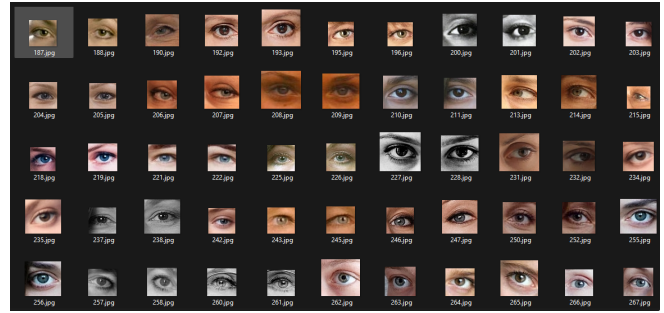 187.jpg 188.jpg 190.jpg 192.jpg 193.jpg 195.jpg 196.jpg 200.jpg 201.jpg 202.jpg 203.jpg
204.jpg 205.jpg 206.jpg 207.jpg 208.jpg 209.jpg 210.jpg 211.jpg 213.jpg 214.jpg 215.jpg
218.jpg 219.jpg 221.jpg 222.jpg 225.jpg 226.jpg 227.jpg 228.jpg 231.jpg 232.jpg 234.jpg
235.jpg 237.jpg 238.jpg 242.jpg 243.jpg 245.jpg 246.jpg 247.jpg 250.jpg 252.jpg 255.jpg
256.jpg 257.jpg 258.jpg 260.jpg 261.jpg 262.jpg 263.jpg 264.jpg 265.jpg 266.jpg 267.jpg